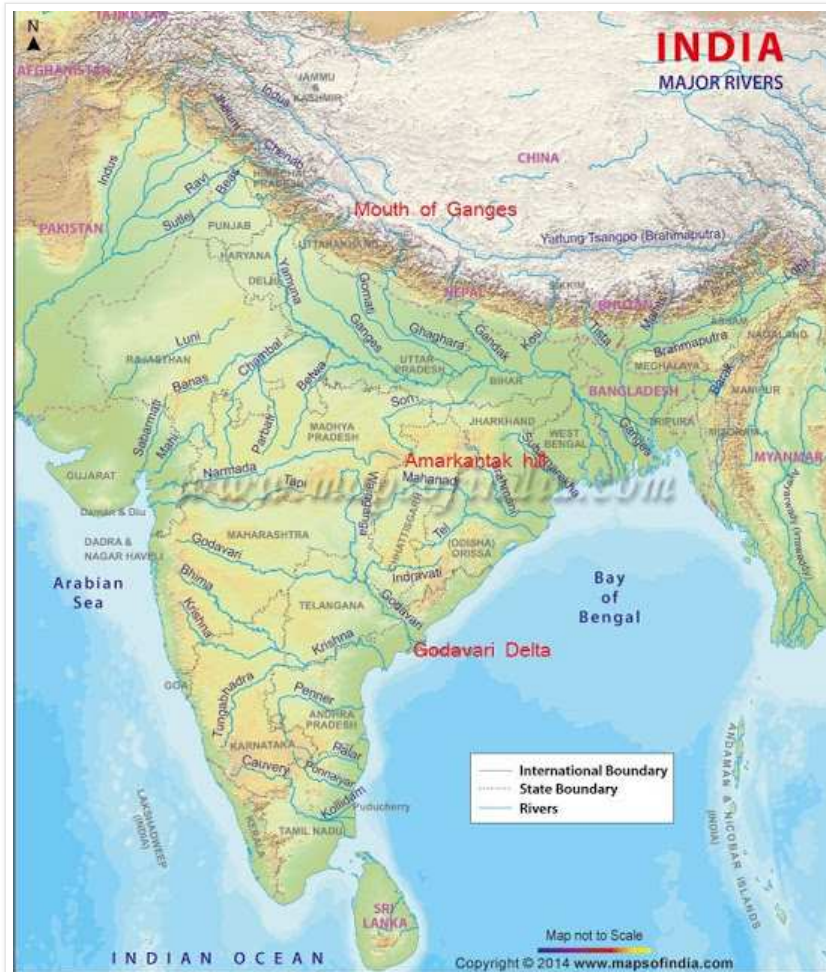 N
TAJIKISTAN
INDIA
MAJOR RIVERS
AFGHANISTAN
JAMMU
&
KASHMIR
Indus
Jhelum
Chenab
CHINA
Indus
Ravi
Beas
HIMACHAL
PRADESH
Mouth of Ganges
PAKISTAN
Sutlej
PUNJAB
Yarlung Tsangpo (Brahmaputra)
UTTARAKHAND
HARYANA
DELHI
Yamuna
NEPAL
SIKKIM
BHUTAN
Manas
Gomati
Ganges
Ghaghara
Gandak
Kosi
Tista
ASSAM
NAGALAND
Luni
RAJASTHAN
Chambal
Banas
Betwa
UTTAR
PRADESH
Brahmaputra
MEGHALAYA
BIHAR
BANGLADESH
Barak
MANIPUR
Sabarmati
Mahi
Parbati
Son
MADHYA
PRADESH
JHARKHAND
WEST
BENGAL
TRIPURA
Ganges
MIZORAM
MYANMAR
GUJARAT
Narmada
Tapi
Amarkantak hill
Subarnarekha
Mahanadi
Brahmani
www.mapsofindia.com
Wainganga
Ayeyarwady (Irrawaddy)
Daman & Diu
DADRA &
NAGAR HAVELI
MAHARASHTRA
CHHATTISGARH
Tel
(ODISHA)
ORISSA
Godavari
Indravati
Arabian
Sea
Bhima
TELANGANA
Godavari
Bay
of
Bengal
Krishna
Krishna
Godavari Delta
GOA
Tungabhadra
Penner
ANDHRA
PRADESH
KARNATAKA
Palar
Cauvery
Ponnaiyar
Kollidam
Puducherry
KERALA
TAMIL NADU
LAKSHADWEEP
(INDIA)
International Boundary
State Boundary
Rivers
ANDAMAN & NICOBAR ISLANDS
(INDIA)
SRI
LANKA
Map not to Scale
INDIAN OCEAN
Copyright © 2014 www.mapsofindia.com